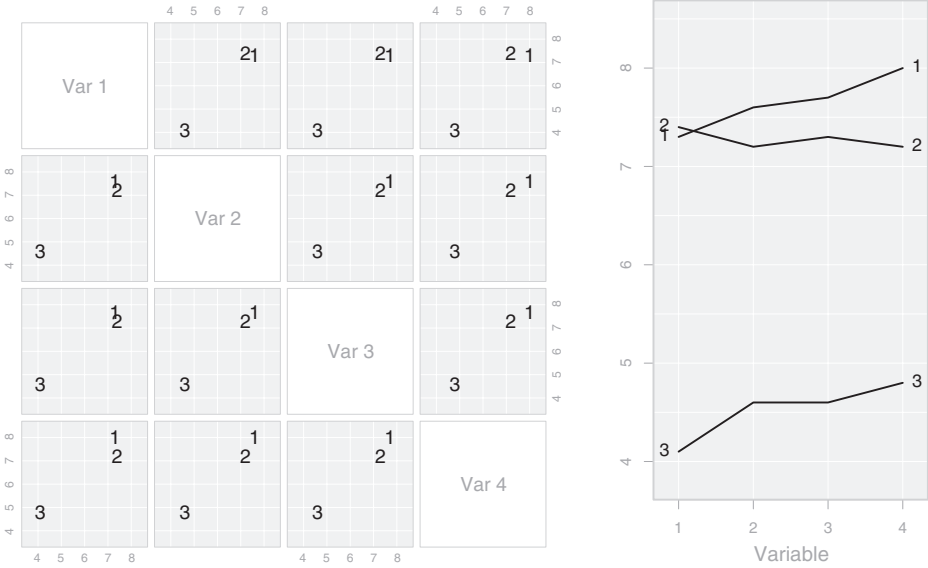 4 5 6 7 8 4 5 6 7 8
Var 1 2 1 3 2 1 3 2 1 3 4 5 6 7 8
4 5 6 7 8 1 2 3 Var 2 2 1 3 2 1 3
1 2 3 2 1 3 Var 3 2 1 3 4 5 6 7 8
4 5 6 7 8 1 2 3 1 2 3 1 2 3 Var 4
4 5 6 7 8 4 5 6 7 8
8
7
6
5
4
2
1
3
1
2
3
1 2 3 4
Variable